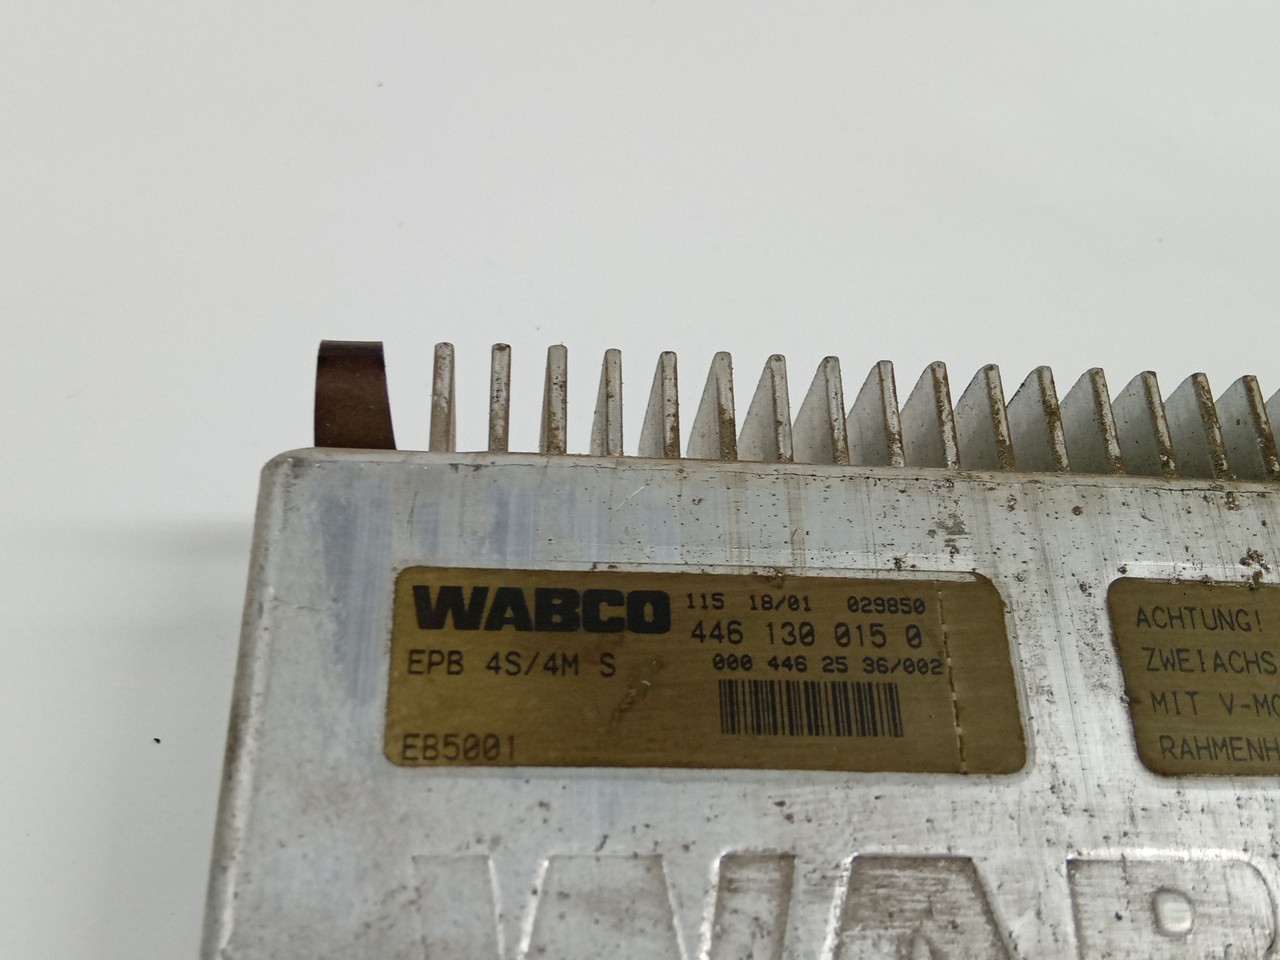 WABCO 115 18/01 029850
446 130 015 0
EPB 4S/4M S 000 446 25 36/002
EB5001
ACHTUNG!
ZWEIACHS
MIT V-MO
RAHMENH
WAB